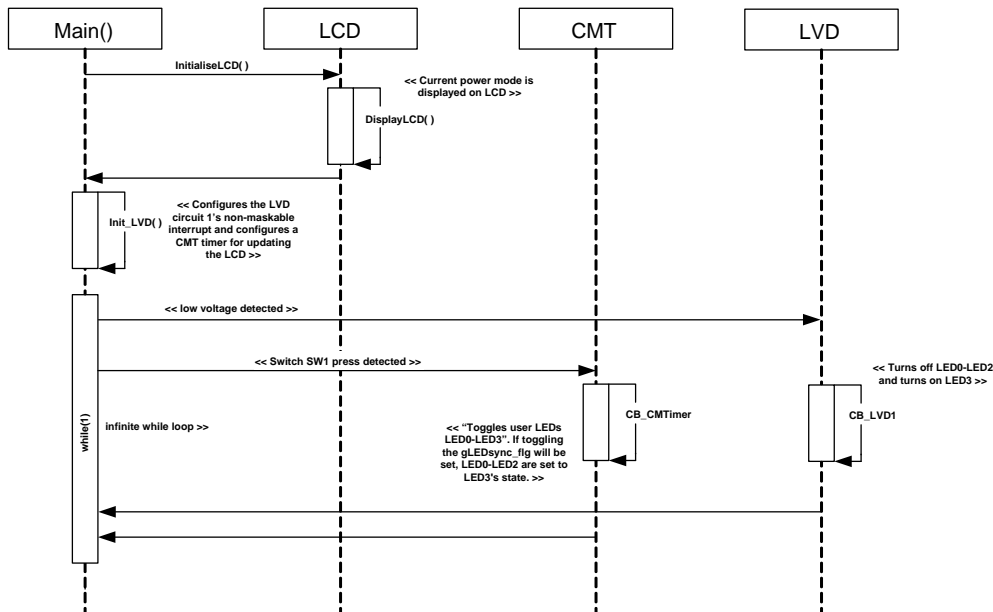 Main()
LCD
CMT
LVD
InitialiseLCD( )
<< Current power mode is
displayed on LCD >>
DisplayLCD( )
Init_LVD( )
<< Configures the LVD
circuit 1's non-maskable
interrupt and configures a
CMT timer for updating
the LCD >>
<< low voltage detected >>
<< Switch SW1 press detected >>
<< Turns off LED0-LED2
and turns on LED3 >>
while(1)
infinite while loop >>
CB_CMTimer
CB_LVD1
<< “Toggles user LEDs
LED0-LED3”. If toggling
the gLEDsync_flg will be
set, LED0-LED2 are set to
LED3's state. >>